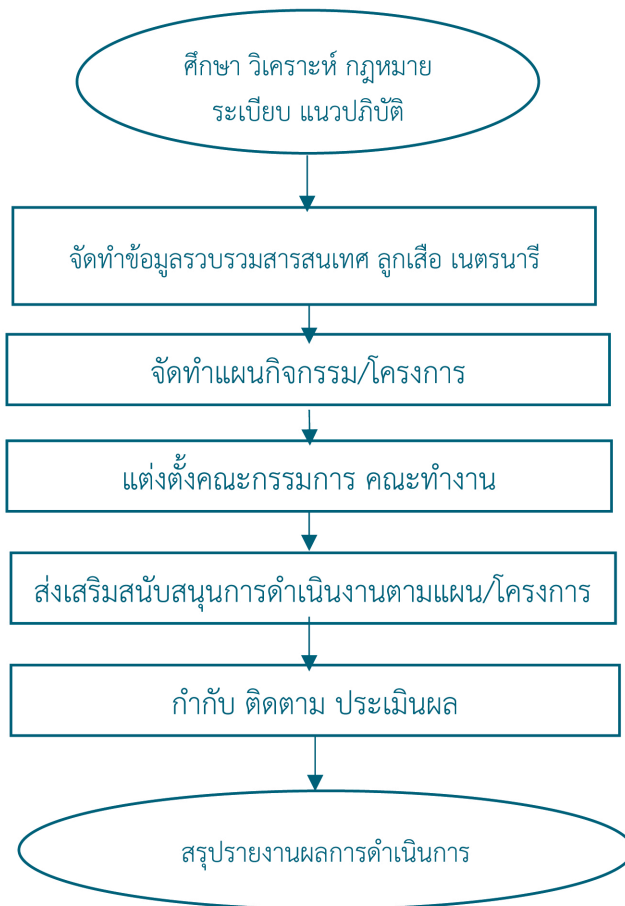 ศึกษา วิเคราะห์ กฎหมาย
ระเบียบ แนวปฏิบัติ
จัดทำข้อมูลรวบรวมสารสนเทศ ลูกเสือ เนตรนารี
จัดทำแผนกิจกรรม/โครงการ
แต่งตั้งคณะกรรมการ คณะทำงาน
ส่งเสริมสนับสนุนการดำเนินงานตามแผน/โครงการ
กำกับ ติดตาม ประเมินผล
สรุปรายงานผลการดำเนินการ